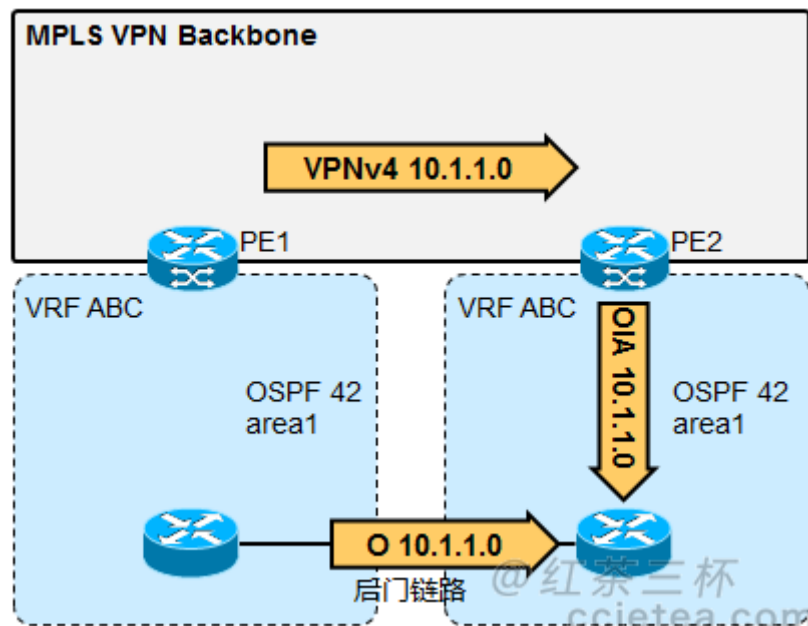 MPLS VPN Backbone
VPNv4 10.1.1.0
PE1
PE2
VRF ABC
VRF ABC
OIA 10.1.1.0
OSPF 42
area1
OSPF 42
area1
O 10.1.1.0
后门链路
@红茶三杯
ccietea.com